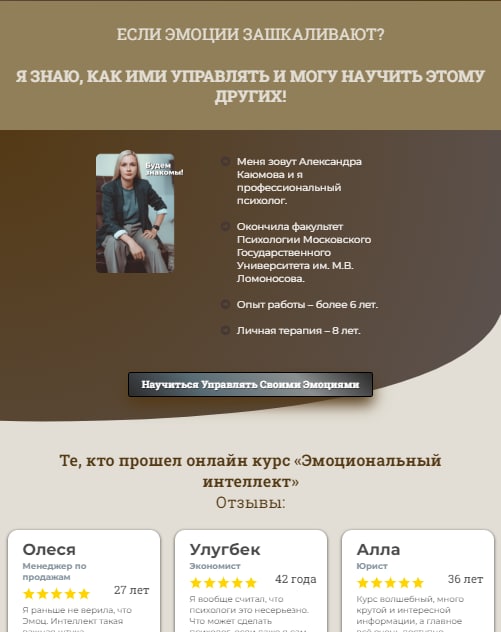 ЕСЛИ ЭМОЦИИ ЗАШКАЛИВАЮТ?
Я ЗНАЮ, КАК ИМИ УПРАВЛЯТЬ И МОГУ НАУЧИТЬ ЭТОМУ
ДРУГИХ!
Будем
знакомы!
Меня зовут Александра
Каюмова и я
профессиональный
психолог.
Окончила факультет
Психологии Московского
Государственного
Университета им. М.В.
Ломоносова.
Опыт работы – более 6 лет.
Личная терапия – 8 лет.
Научиться Управлять Своими Эмоциями
Те, кто прошел онлайн курс «Эмоциональный
интеллект»
Отзывы:
Олеся
Менеджер по
продажам
27 лет
Я раньше не верила, что
Эмоц. Интеллект такая
Улугбек
Экономист
42 года
Я вообще считал, что
психологи это несерьезно.
Что может сделать
Алла
Юрист
36 лет
Курс волшебный, много
крутой и интересной
информации, а главное